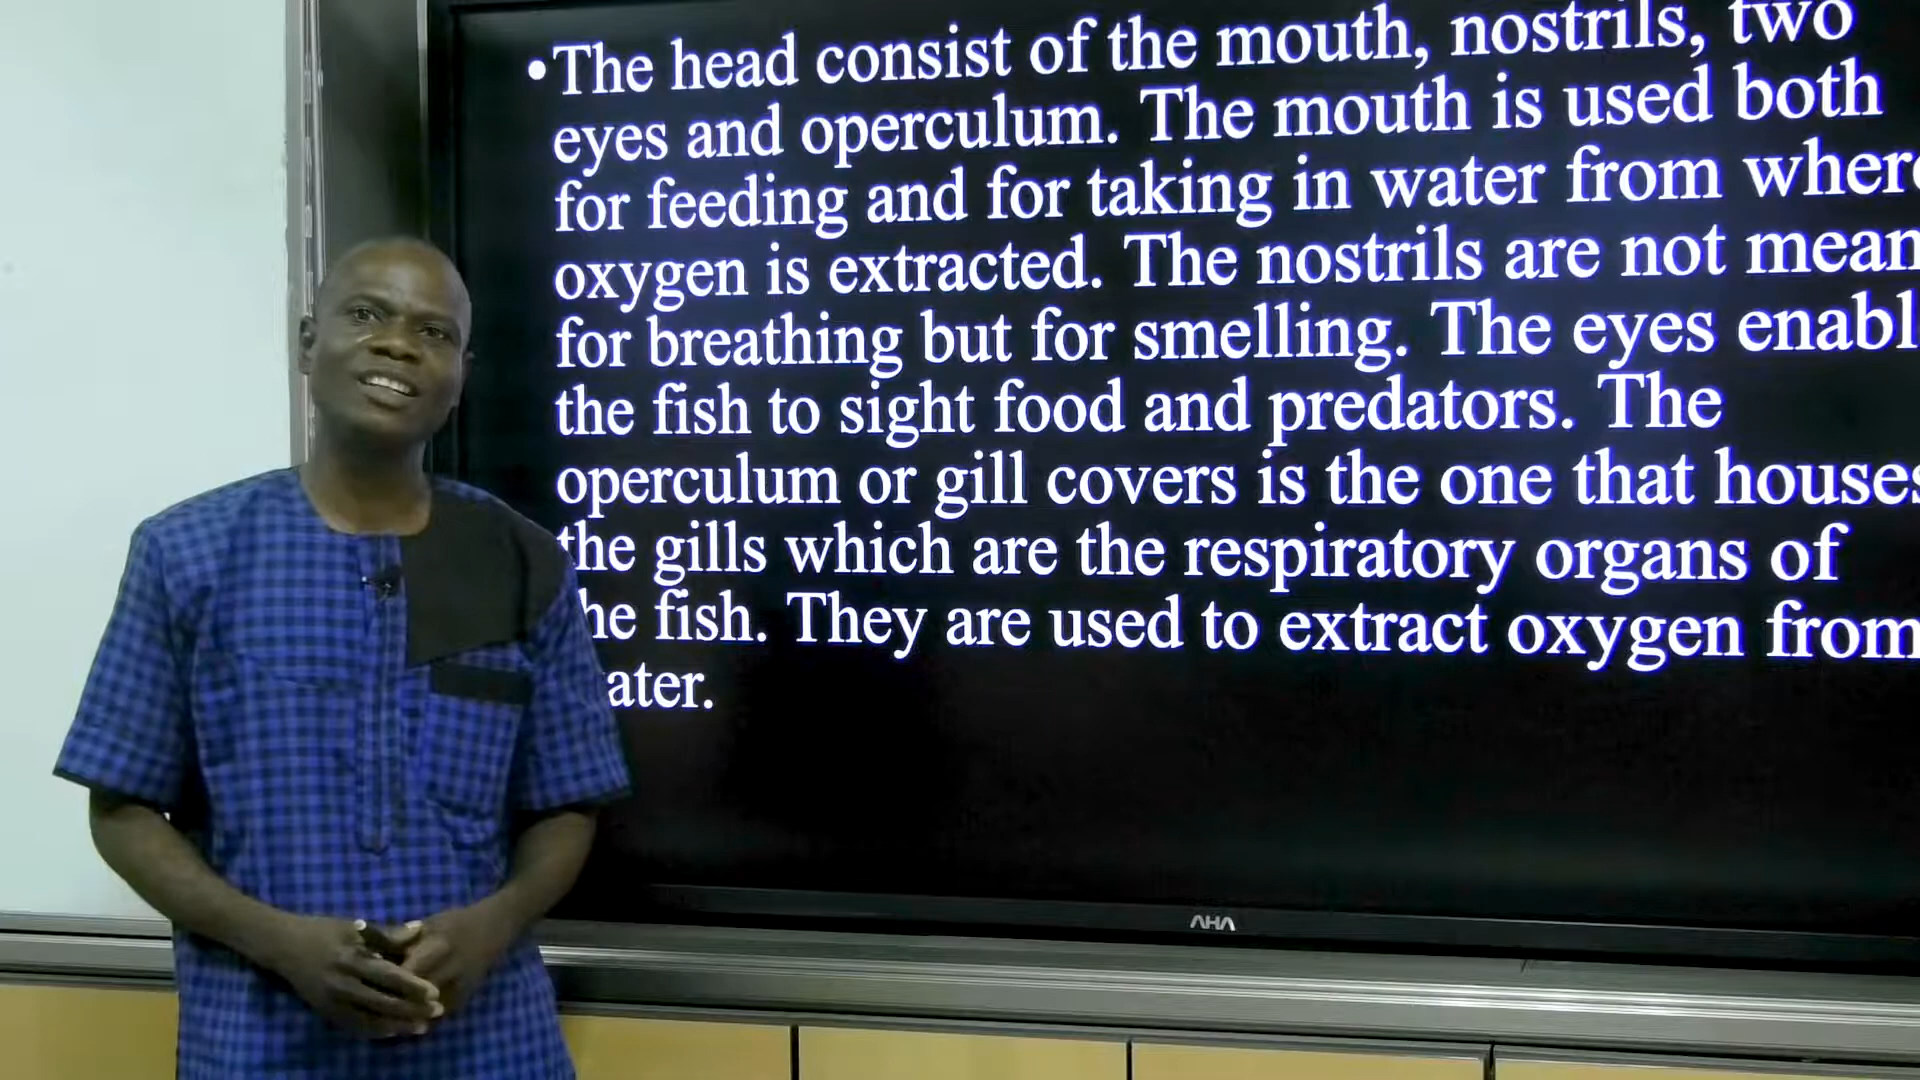 •The head consist of the mouth, nostrils, two
eyes and operculum. The mouth is used both
for feeding and for taking in water from where
oxygen is extracted. The nostrils are not mean
for breathing but for smelling. The eyes enabl
the fish to sight food and predators. The
operculum or gill covers is the one that houses
the gills which are the respiratory organs of
he fish. They are used to extract oxygen from
ater.
AHA